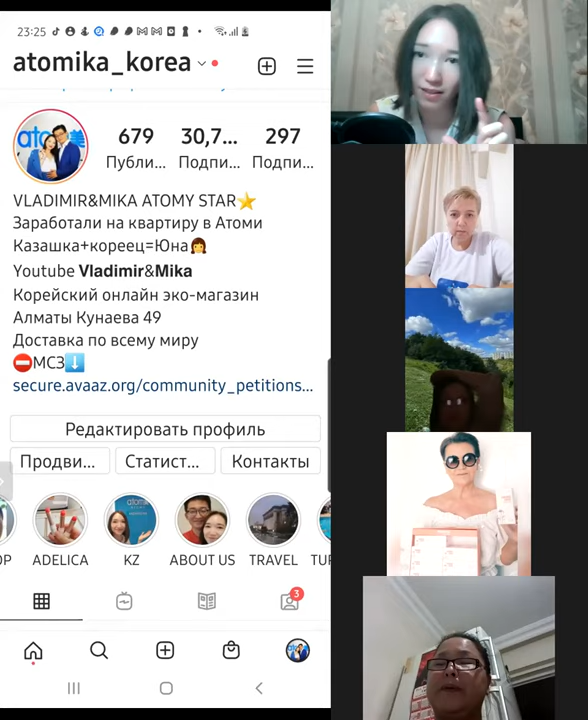 23:25
atomika_korea
679
30,7...
297
Публи...
Подпи...
Подпи...
VLADIMIR&MIKA ATOMY STAR⭐
Заработали на квартиру в Атоми
Казашка+кореец=Юна👩
Youtube Vladimir&Mika
Корейский онлайн эко-магазин
Алматы Кунаева 49
Доставка по всему миру
⛔МСЗ⬇️
secure.avaaz.org/community_petitions...
Редактировать профиль
Продви...
Статист...
Контакты
OP
ADELICA
KZ
ABOUT US
TRAVEL
TUR
3